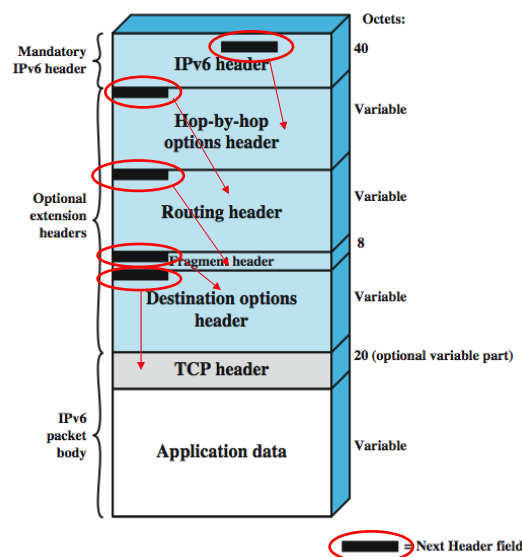 Octets:
Mandatory
IPv6 header
IPv6 header
40
Hop-by-hop
options header
Variable
Optional
extension
headers
Routing header
Variable
Fragment header
8
Destination options
header
Variable
TCP header
20 (optional variable part)
IPv6
packet
body
Application data
Variable
= Next Header field